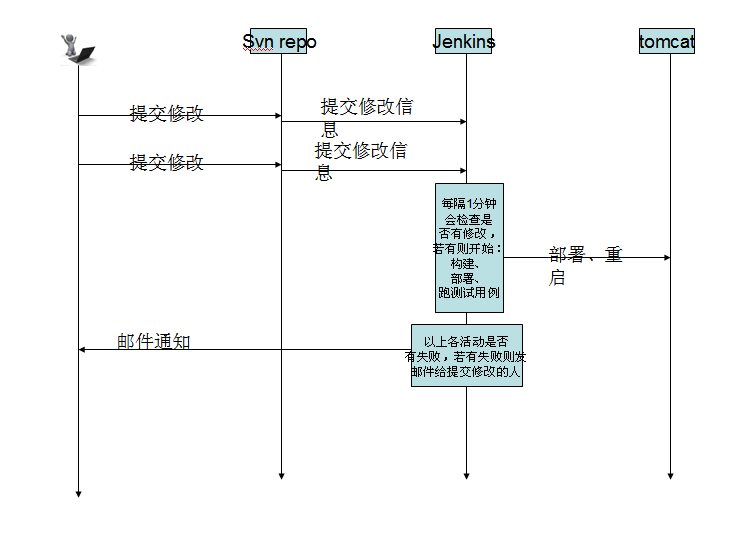 Svn repo
Jenkins
tomcat
提交修改
提交修改信
息
提交修改
提交修改信
息
每隔1分钟
会检查是
否有修改，
若有则开始：
构建、
部署、
跑测试用例
部署、重
启
邮件通知
以上各活动是否
有失败，若有失败则发
邮件给提交修改的人